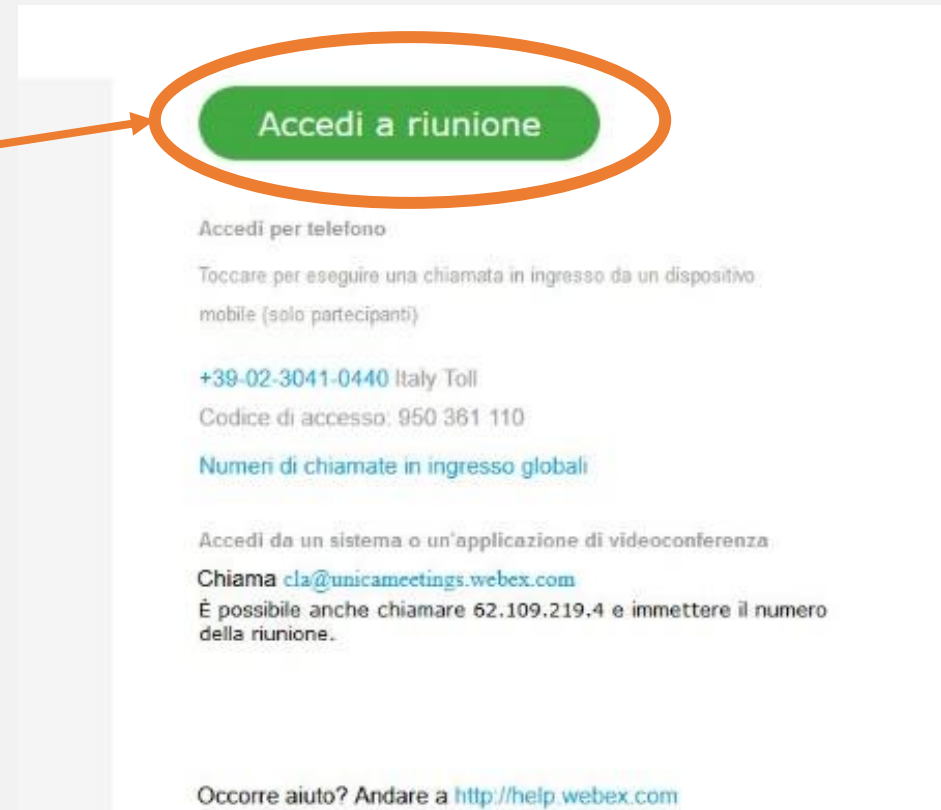 Accedi a riunione
Accedi per telefono
Toccare per eseguire una chiamata in ingresso da un dispositivo
mobile (solo partecipanti)
+39-02-3041-0440 Italy Toll
Codice di accesso: 950 361 110
Numeri di chiamate in ingresso globali
Accedi da un sistema o un'applicazione di videoconferenza
Chiama cla@unicameetings.webex.com
È possibile anche chiamare 62.109.219.4 e immettere il numero
della riunione.
Occorre aiuto? Andare a http://help.webex.com